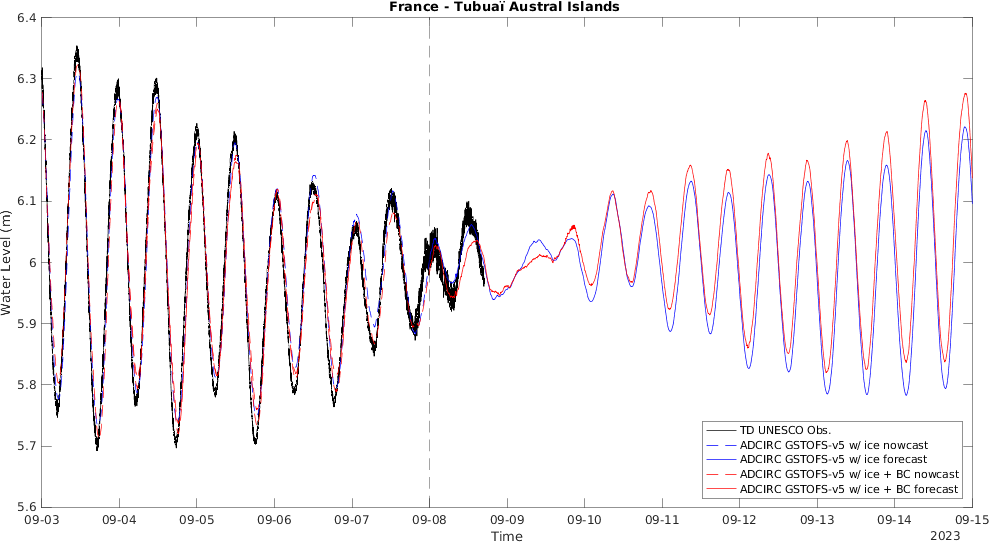 France - Tubuaï Austral Islands
6.4
6.3
6.2
6.1
6
5.9
5.8
5.7
5.6
Water Level (m)
TD UNESCO Obs.
ADCIRC GSTOFS-v5 w/ ice nowcast
ADCIRC GSTOFS-v5 w/ ice forecast
ADCIRC GSTOFS-v5 w/ ice + BC nowcast
ADCIRC GSTOFS-v5 w/ ice + BC forecast
09-03 09-04 09-05 09-06 09-07 09-08 09-09 09-10 09-11 09-12 09-13 09-14 09-15
Time
2023